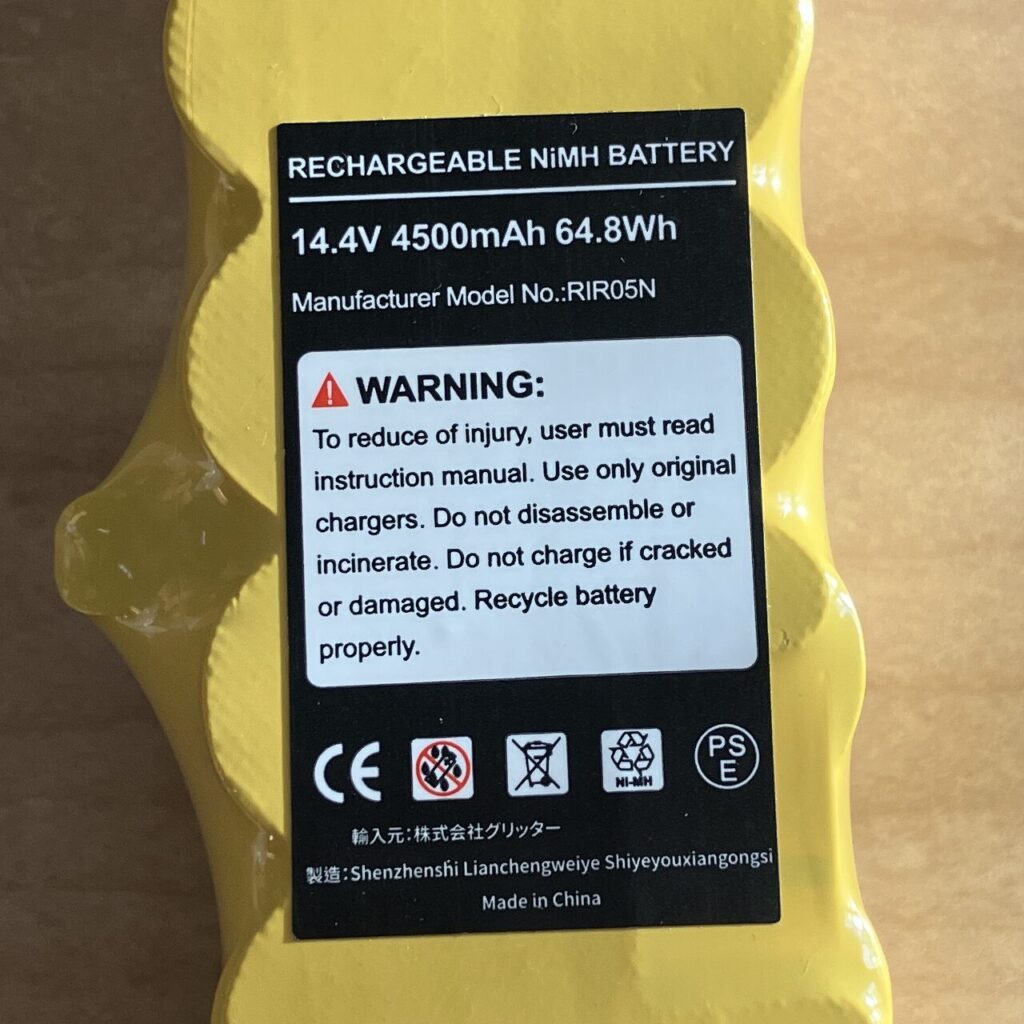 RECHARGEABLE NiMH BATTERY
14.4V 4500mAh 64.8Wh
Manufacturer Model No.:RIR05N
WARNING:
To reduce of injury, user must read
instruction manual. Use only original
chargers. Do not disassemble or
incinerate. Do not charge if cracked
or damaged. Recycle battery
properly.
CE
NI-MH
PS
E
輸入元:株式会社グリッター
製造:Shenzhenshi Lianchengweiye Shiyeyouxiangongsi
Made in China